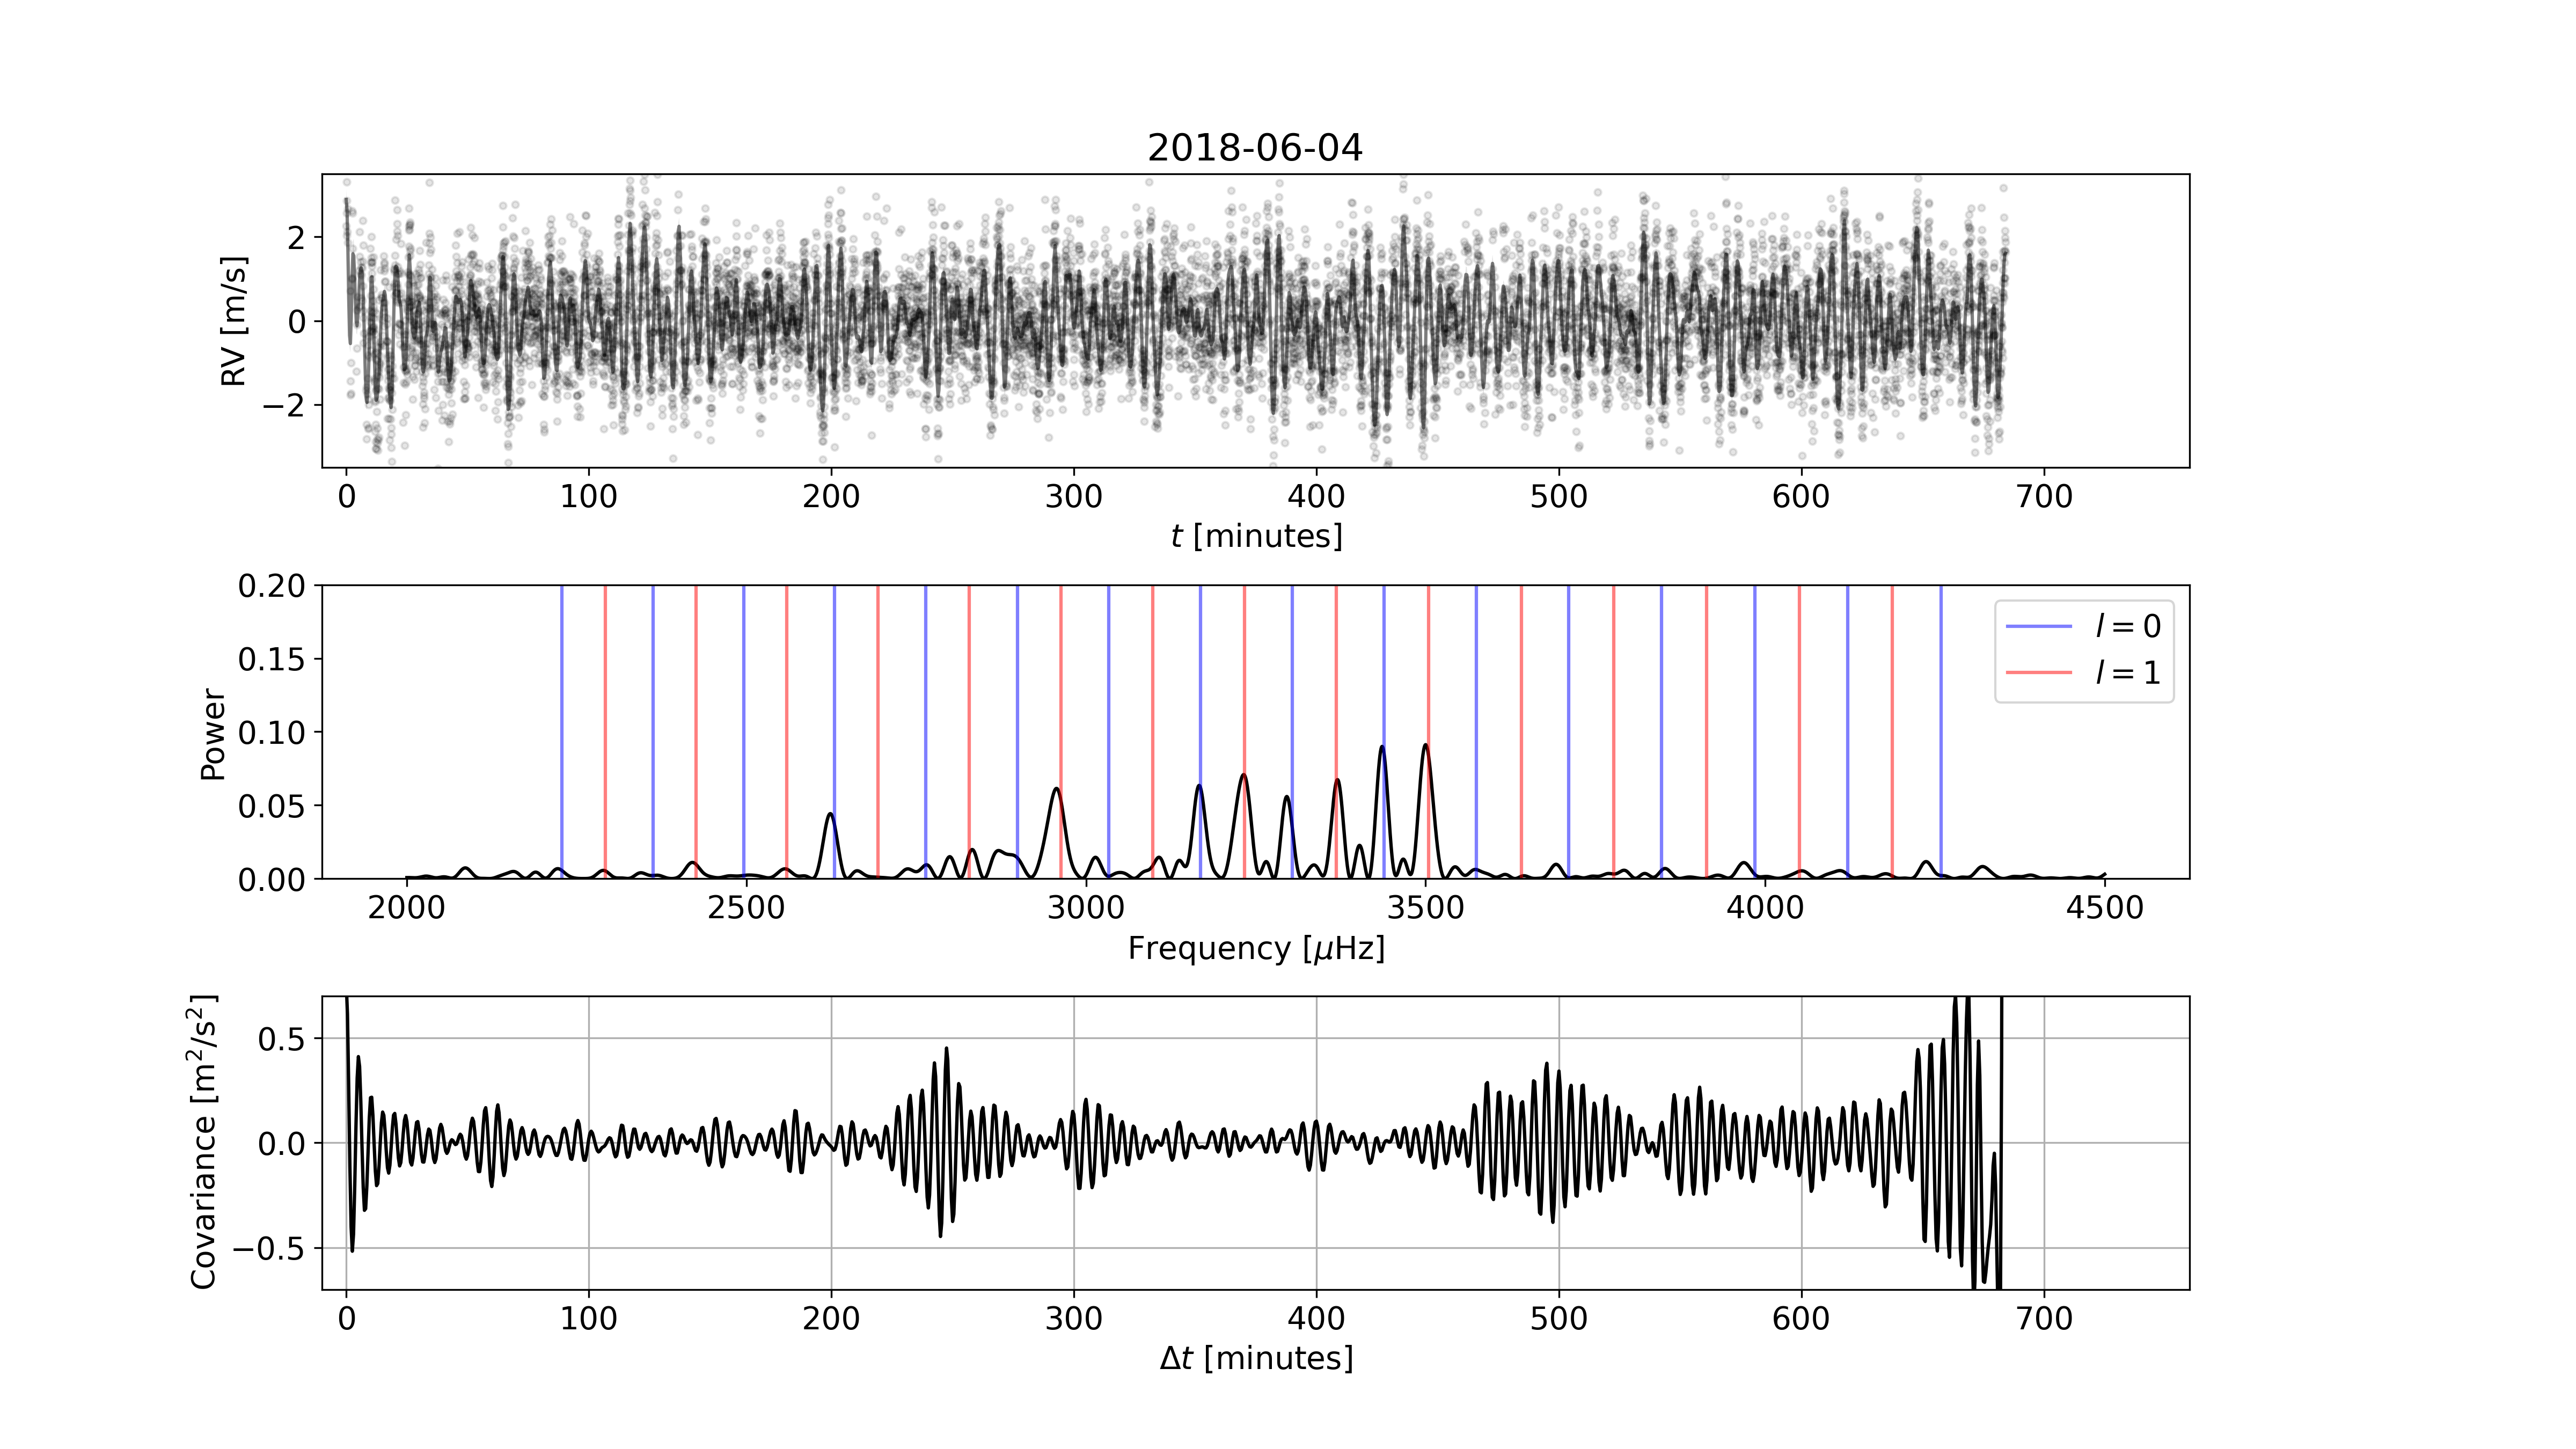 2018-06-04
RV [m/s]
2
0
−2
0 100 200 300 400 500 600 700
t [minutes]
Power
0.20
0.15
0.10
0.05
0.00
l = 0
l = 1
2000 2500 3000 3500 4000 4500
Frequency [μHz]
Covariance [m²/s²]
0.5
0.0
−0.5
0 100 200 300 400 500 600 700
Δt [minutes]